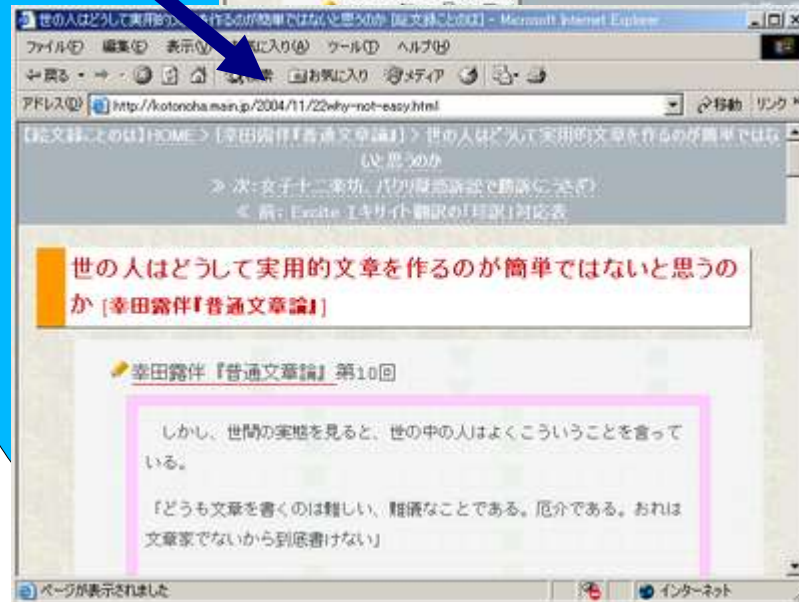 世の人はどうして実用的文章を作るのが簡単ではないと思うのか [絵文録ことのは] - Microsoft Internet Explorer
ファイル(F) 編集(E) 表示(V) に入り(A) ツール(T) ヘルプ(H)
戻る 索 お気に入り メディア
アドレス(D) http://kotonoha.main.jp/2004/11/22why-not-easy.html 移動 リンク »
[絵文録ことのは]HOME > [幸田露伴『普通文章論』] > 世の人はどうして実用的文章を作るのが簡単ではな
いと思うのか
≫ 次: 女子十二楽坊、パクリ疑惑訴訟で勝訴(こうさぎ)
≪ 前: Excite エキサイト翻訳の「対訳」対応表
世の人はどうして実用的文章を作るのが簡単ではないと思うの
か [幸田露伴『普通文章論』]
幸田露伴『普通文章論』第10回
しかし、世間の実態を見ると、世の中の人はよくこういうことを言って
いる。
「どうも文章を書くのは難しい、難儀なことである。厄介である。おれは
文章家でないから到底書けない」
ページが表示されました インターネット